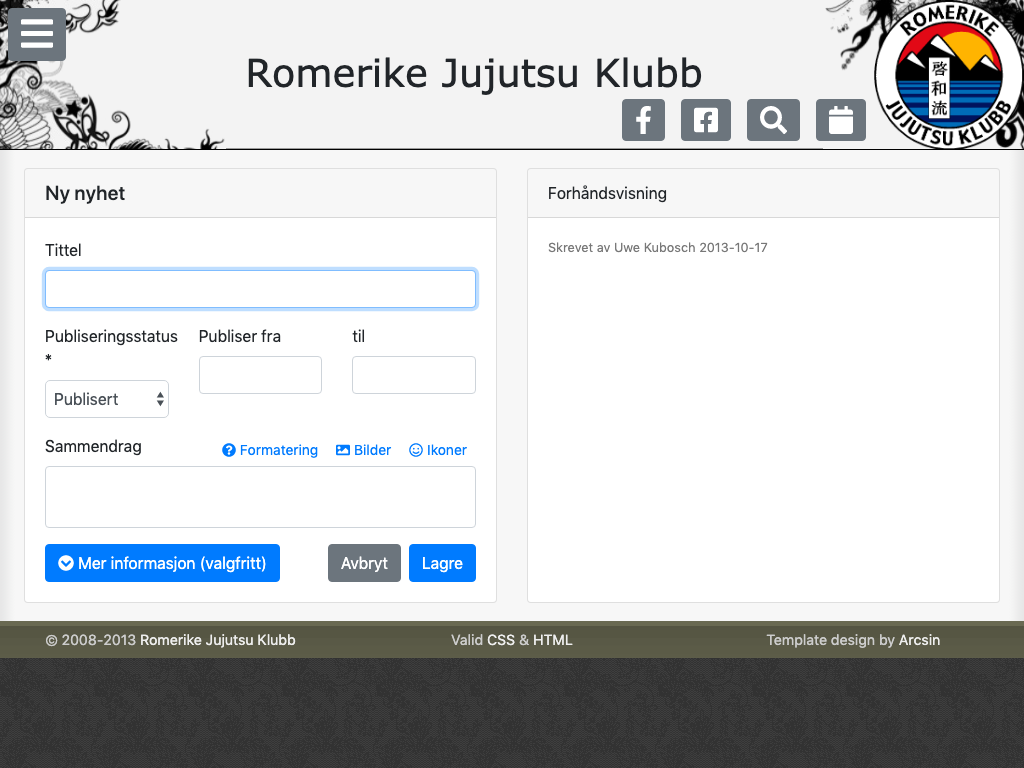 Romerike Jujutsu Klubb
ROMERIKE
啓和流
JUJUTSU KLUBB
Ny nyhet
Tittel
Publiseringsstatus
*
Publiser fra
til
Publisert
Sammendrag
Formatering
Bilder
Ikoner
Mer informasjon (valgfritt)
Avbryt
Lagre
Forhåndsvisning
Skrevet av Uwe Kubosch 2013-10-17
© 2008-2013 Romerike Jujutsu Klubb
Valid CSS & HTML
Template design by Arcsin